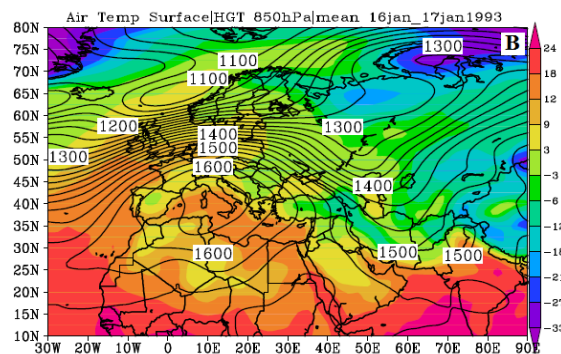 Air Temp Surface|HGT 850hPa|mean 16jan_17jan1993
80N
75N
70N
65N
60N
55N
50N
45N
40N
35N
30N
25N
20N
15N
10N
B
1300
1100
1100
1200
1300
1400
1500
1300
1600
1400
1600
1500
1500
30W
20W
10W
0
10E
20E
30E
40E
50E
60E
70E
80E
90E
24
18
12
9
3
-3
-9
-12
-18
-21
-27
-33